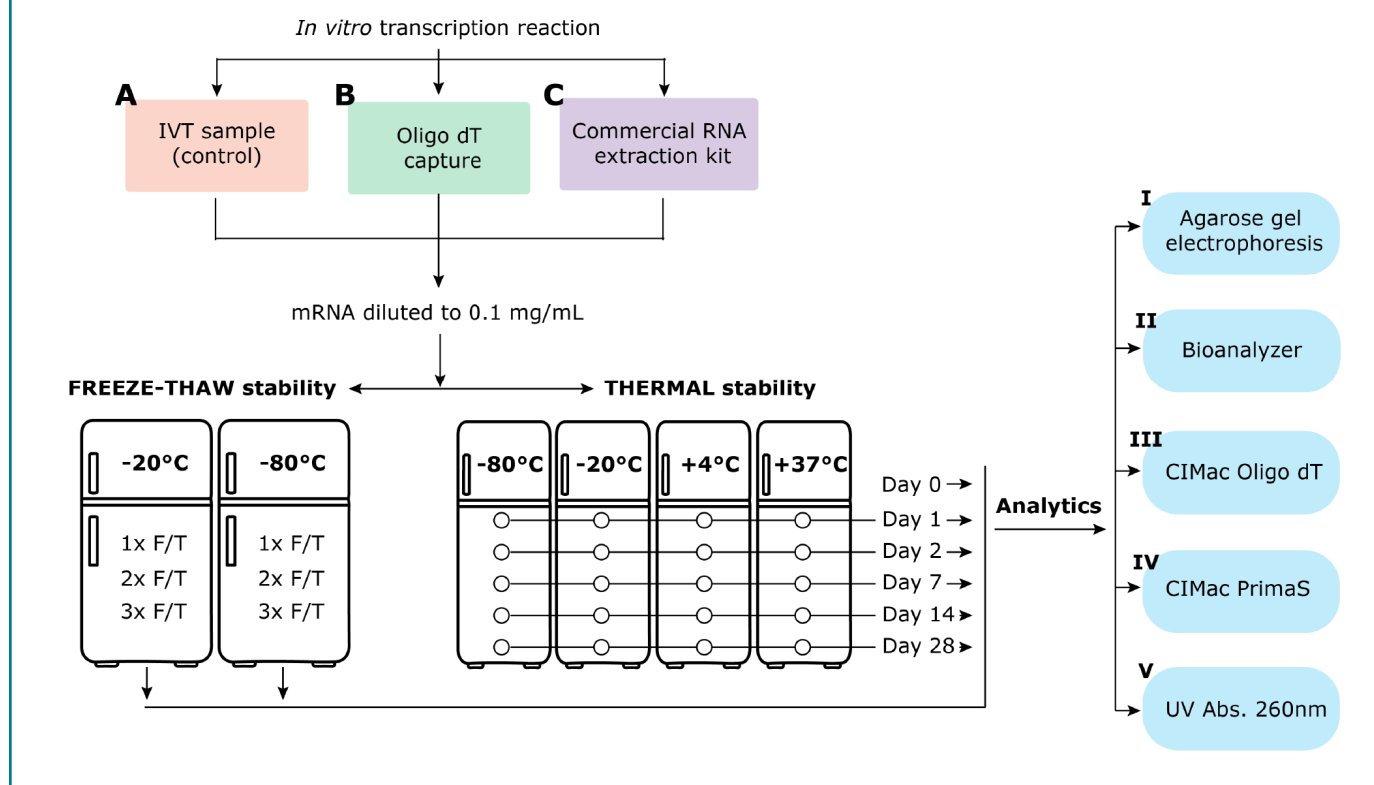 In vitro transcription reaction
A
IVT sample
(control)
B
Oligo dT
capture
C
Commercial RNA
extraction kit
mRNA diluted to 0.1 mg/mL
FREEZE-THAW stability
THERMAL stability
-20°C
1x F/T
2x F/T
3x F/T
-80°C
1x F/T
2x F/T
3x F/T
-80°C
-20°C
+4°C
+37°C
Day 0
Day 1
Day 2
Day 7
Day 14
Day 28
Analytics
I
Agarose gel
electrophoresis
II
Bioanalyzer
III
CIMac Oligo dT
IV
CIMac PrimaS
V
UV Abs. 260nm